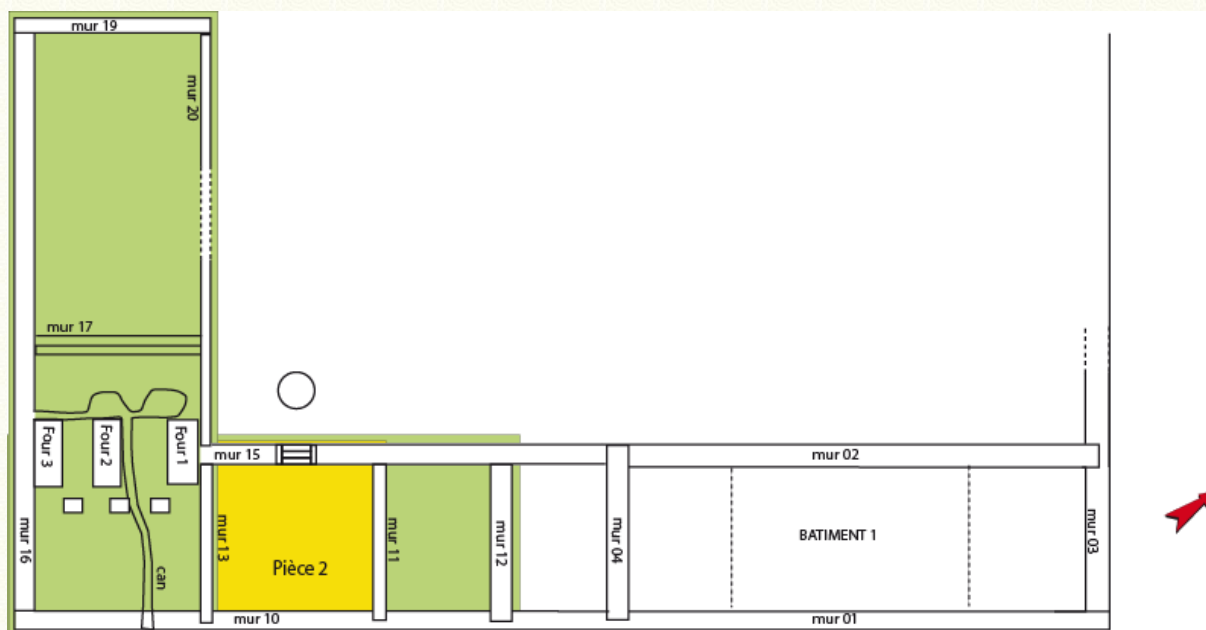 mur 19
mur 20
mur 17
Four 3
Four 2
Four 1
mur 15
mur 02
mur 16
can
mur 13
Pièce 2
mur 11
mur 12
mur 04
BATIMENT 1
mur 03
mur 10
mur 01